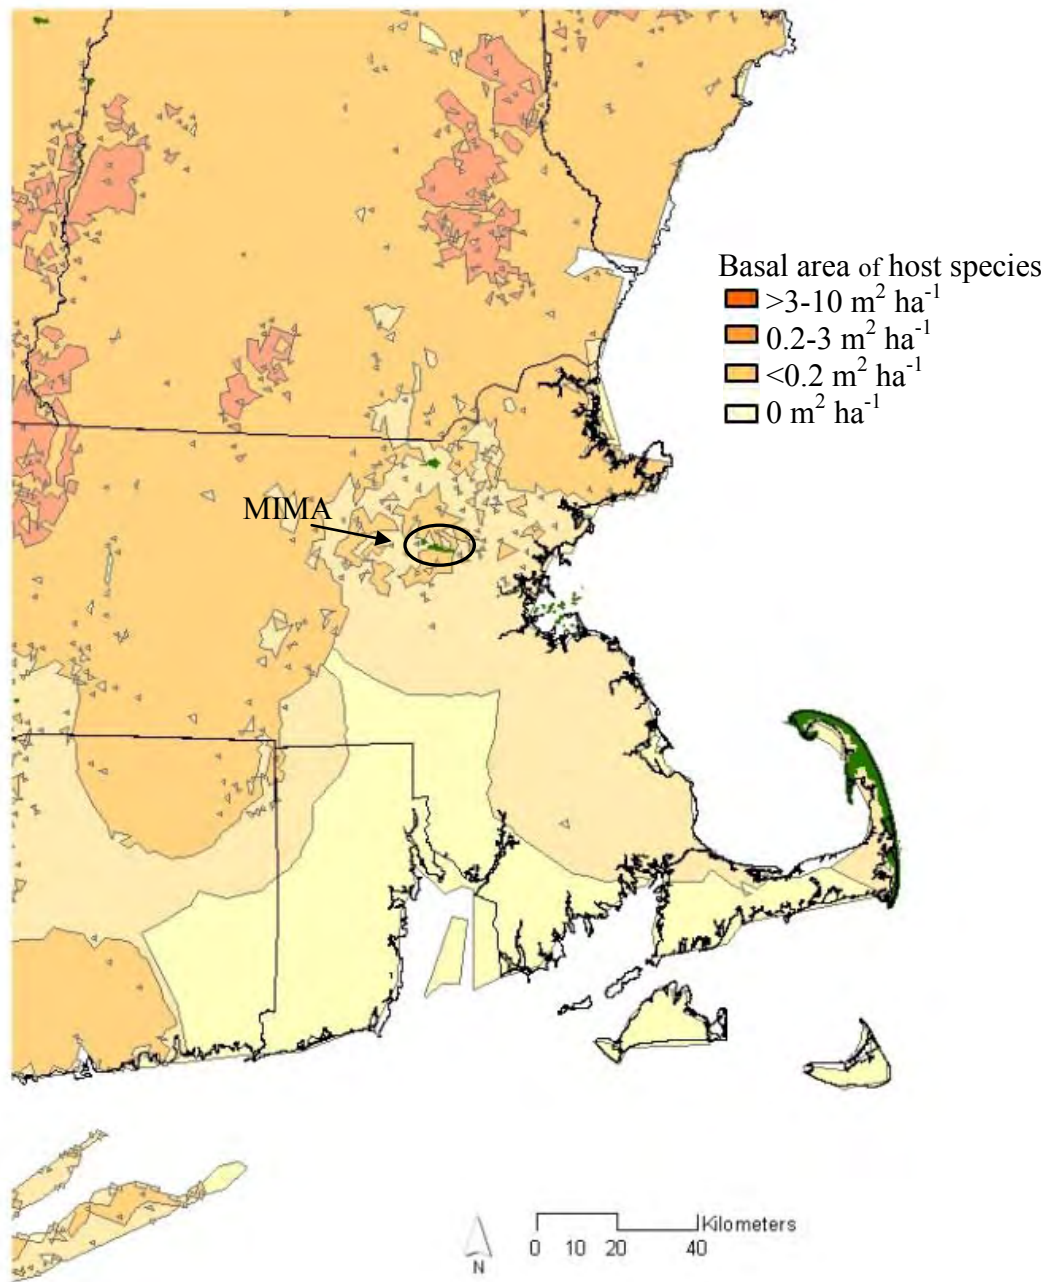 Basal area of host species
>3-10 m² ha⁻¹
0.2-3 m² ha⁻¹
<0.2 m² ha⁻¹
0 m² ha⁻¹
MIMA
Kilometers
0 10 20 40
N